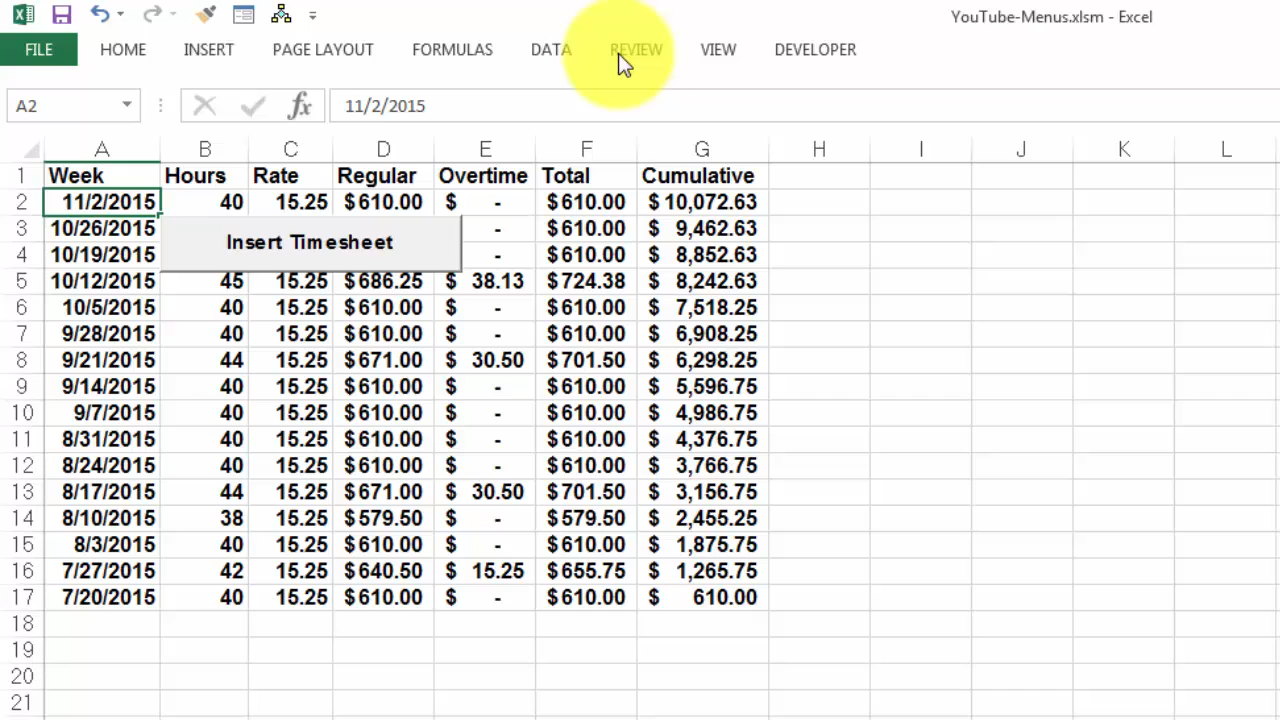 YouTube-Menus.xlsm - Excel
FILE HOME INSERT PAGE LAYOUT FORMULAS DATA REVIEW VIEW DEVELOPER
A2 fx 11/2/2015
A B C D E F G H I J K L
1 Week Hours Rate Regular Overtime Total Cumulative
2 11/2/2015 40 15.25 $610.00 $ - $610.00 $10,072.63
3 10/26/2015 - $610.00 $ 9,462.63
Insert Timesheet
4 10/19/2015 - $610.00 $ 8,852.63
5 10/12/2015 45 15.25 $686.25 $ 38.13 $724.38 $ 8,242.63
6 10/5/2015 40 15.25 $610.00 $ - $610.00 $ 7,518.25
7 9/28/2015 40 15.25 $610.00 $ - $610.00 $ 6,908.25
8 9/21/2015 44 15.25 $671.00 $ 30.50 $701.50 $ 6,298.25
9 9/14/2015 40 15.25 $610.00 $ - $610.00 $ 5,596.75
10 9/7/2015 40 15.25 $610.00 $ - $610.00 $ 4,986.75
11 8/31/2015 40 15.25 $610.00 $ - $610.00 $ 4,376.75
12 8/24/2015 40 15.25 $610.00 $ - $610.00 $ 3,766.75
13 8/17/2015 44 15.25 $671.00 $ 30.50 $701.50 $ 3,156.75
14 8/10/2015 38 15.25 $579.50 $ - $579.50 $ 2,455.25
15 8/3/2015 40 15.25 $610.00 $ - $610.00 $ 1,875.75
16 7/27/2015 42 15.25 $640.50 $ 15.25 $655.75 $ 1,265.75
17 7/20/2015 40 15.25 $610.00 $ - $610.00 $ 610.00
18
19
20
21